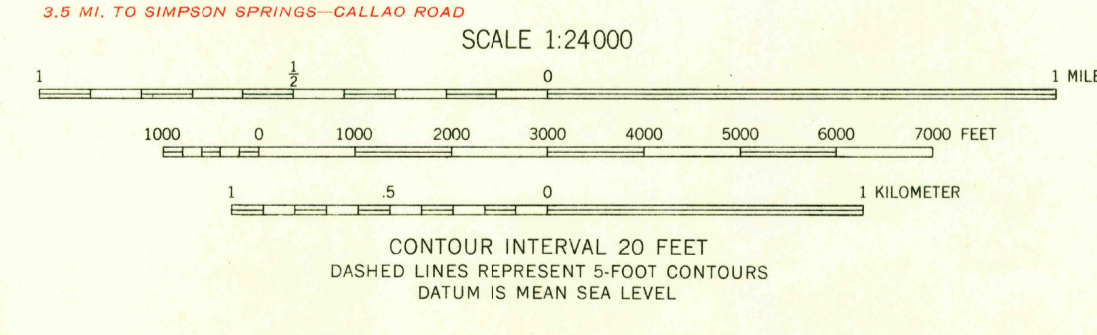 3.5 MI. TO SIMPSON SPRINGS—CALLAO ROAD
SCALE 1:24000
1 1/2 0 1 MILE
1000 0 1000 2000 3000 4000 5000 6000 7000 FEET
1 .5 0 1 KILOMETER
CONTOUR INTERVAL 20 FEET
DASHED LINES REPRESENT 5-FOOT CONTOURS
DATUM IS MEAN SEA LEVEL